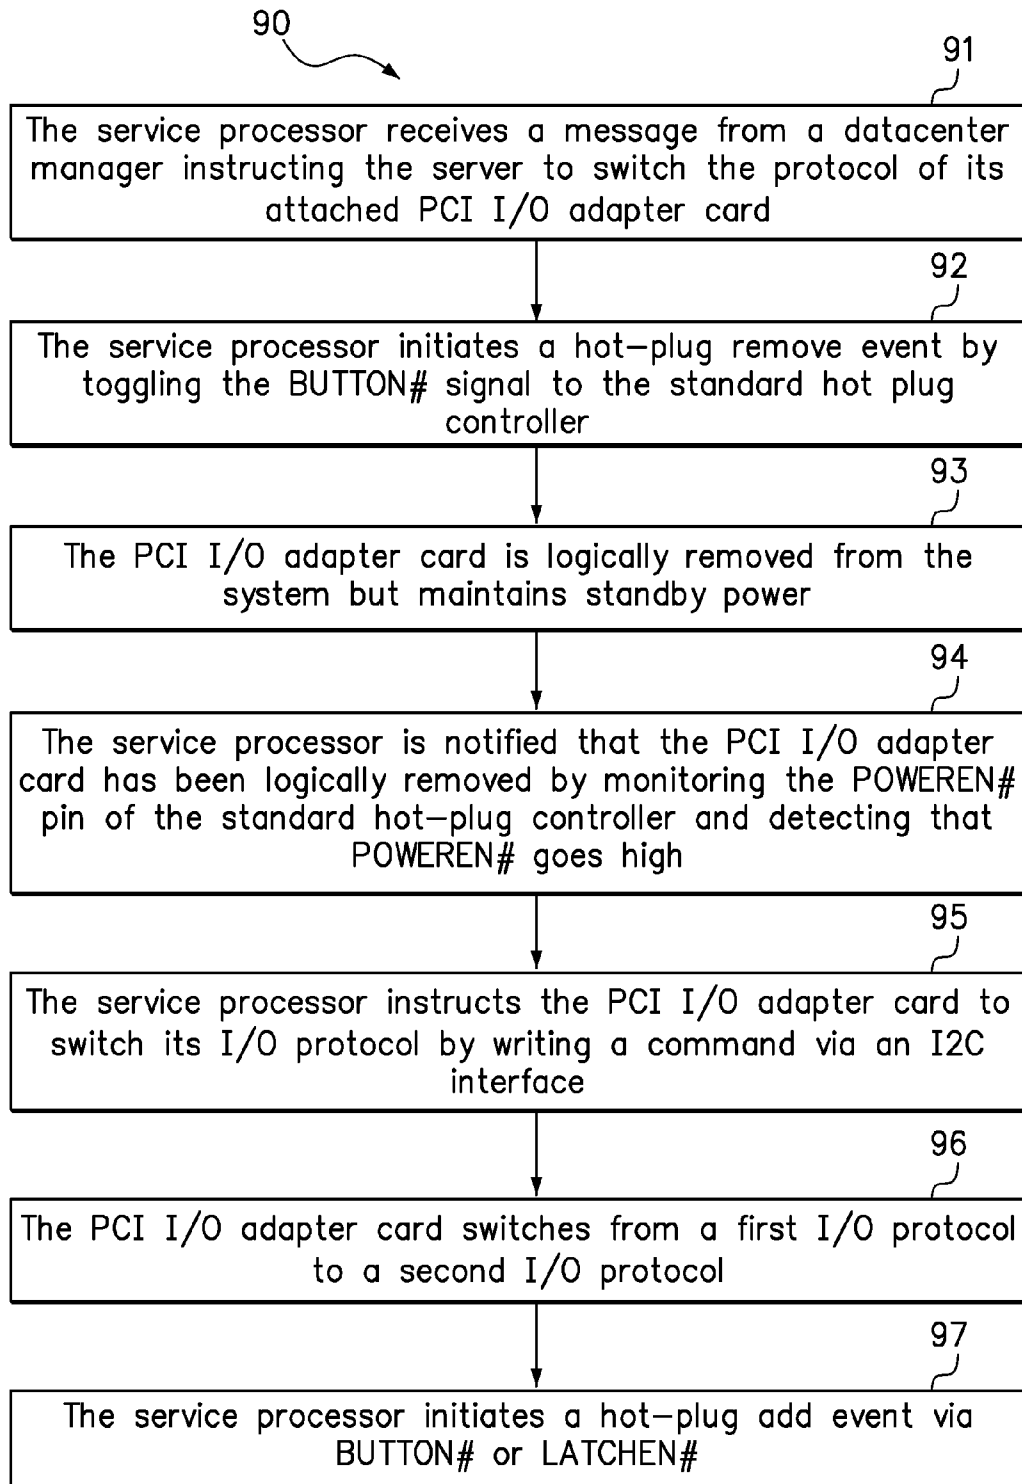 90
91
The service processor receives a message from a datacenter
manager instructing the server to switch the protocol of its
attached PCI I/O adapter card
92
The service processor initiates a hot-plug remove event by
toggling the BUTTON# signal to the standard hot plug
controller
93
The PCI I/O adapter card is logically removed from the
system but maintains standby power
94
The service processor is notified that the PCI I/O adapter
card has been logically removed by monitoring the POWEREN#
pin of the standard hot-plug controller and detecting that
POWEREN# goes high
95
The service processor instructs the PCI I/O adapter card to
switch its I/O protocol by writing a command via an I2C
interface
96
The PCI I/O adapter card switches from a first I/O protocol
to a second I/O protocol
97
The service processor initiates a hot-plug add event via
BUTTON# or LATCHEN#